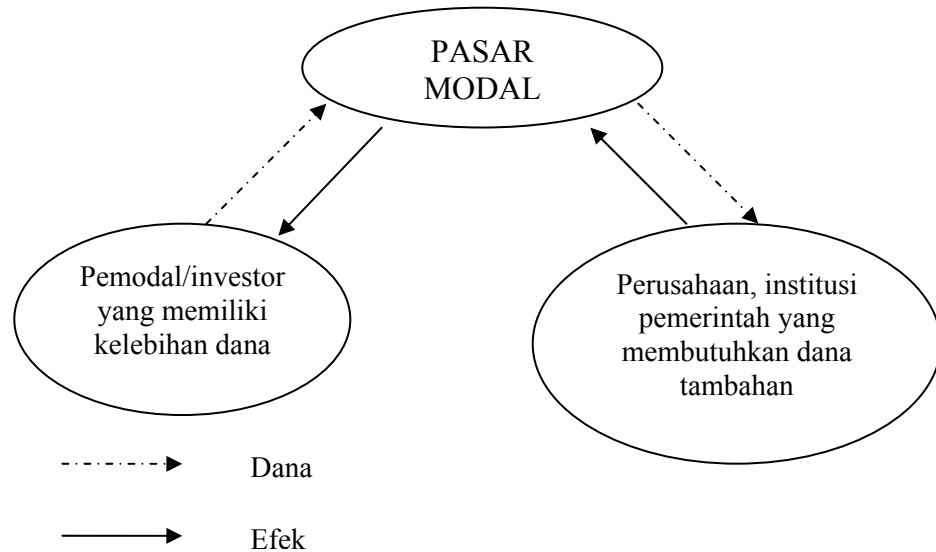 PASAR
MODAL
Pemodal/investor
yang memiliki
kelebihan dana
Perusahaan, institusi
pemerintah yang
membutuhkan dana
tambahan
Dana
Efek